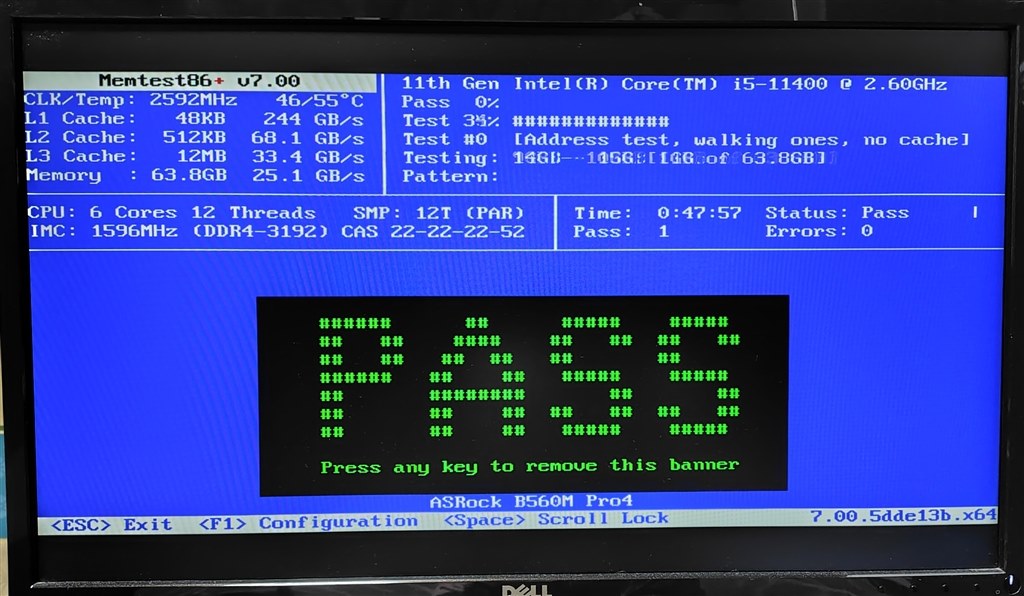 Memtest86+ v7.00
11th Gen Intel(R) Core(TM) i5-11400 @ 2.60GHz
CLK/Temp: 2592MHz 46/55°C
Pass 0%
L1 Cache: 48KB 244 GB/s
Test %  #############
L2 Cache: 512KB 68.1 GB/s
Test #0 [Address test, walking ones, no cache]
L3 Cache: 12MB 33.4 GB/s
Testing: [1GB of 63.8GB]
Memory : 63.8GB 25.1 GB/s
Pattern:
CPU: 6 Cores 12 Threads SMP: 12T (PAR)
Time: 0:47:57 Status: Pass
IMC: 1596MHz (DDR4-3192) CAS 22-22-22-52
Pass: 1 Errors: 0
PASS
Press any key to remove this banner
ASRock B560M Pro4
<ESC> Exit <F1> Configuration <Space> Scroll Lock 7.00.5dde13b.x64
DELL